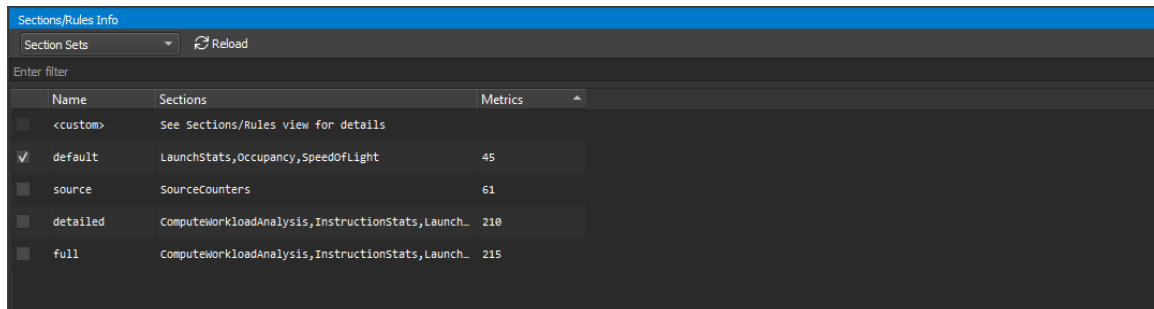 Sections/Rules Info
Section Sets Reload
Enter filter
Name Sections Metrics
<custom> See Sections/Rules view for details
default LaunchStats,Occupancy,SpeedOfLight 45
source SourceCounters 61
detailed ComputeWorkloadAnalysis,InstructionStats,Launch… 210
full ComputeWorkloadAnalysis,InstructionStats,Launch… 215